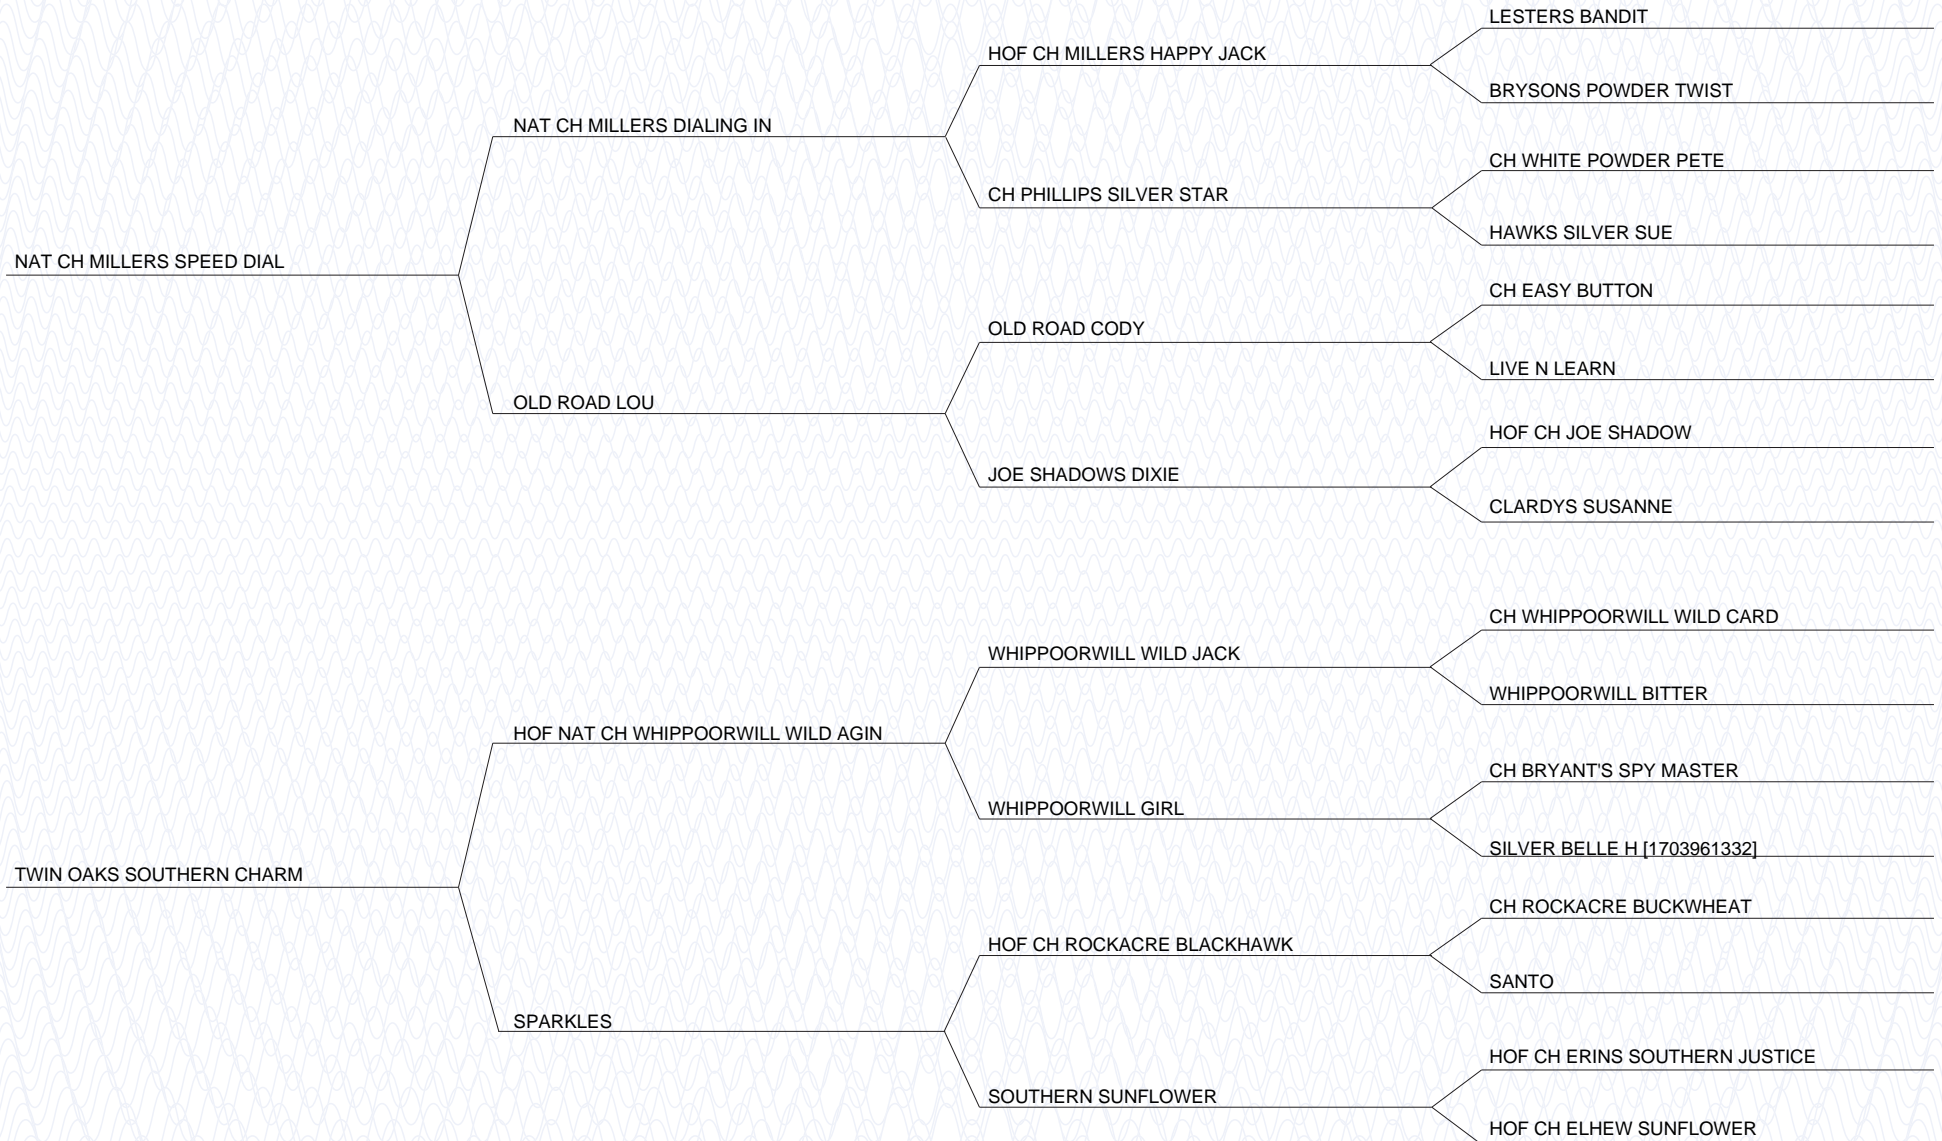 LESTERS BANDIT
HOF CH MILLERS HAPPY JACK
BRYSONS POWDER TWIST
NAT CH MILLERS DIALING IN
CH WHITE POWDER PETE
CH PHILLIPS SILVER STAR
HAWKS SILVER SUE
NAT CH MILLERS SPEED DIAL
CH EASY BUTTON
OLD ROAD CODY
LIVE N LEARN
OLD ROAD LOU
HOF CH JOE SHADOW
JOE SHADOWS DIXIE
CLARDYS SUSANNE
CH WHIPPOORWILL WILD CARD
WHIPPOORWILL WILD JACK
WHIPPOORWILL BITTER
HOF NAT CH WHIPPOORWILL WILD AGIN
CH BRYANT'S SPY MASTER
WHIPPOORWILL GIRL
SILVER BELLE H [1703961332]
TWIN OAKS SOUTHERN CHARM
CH ROCKACRE BUCKWHEAT
HOF CH ROCKACRE BLACKHAWK
SANTO
SPARKLES
HOF CH ERINS SOUTHERN JUSTICE
SOUTHERN SUNFLOWER
HOF CH ELHEW SUNFLOWER